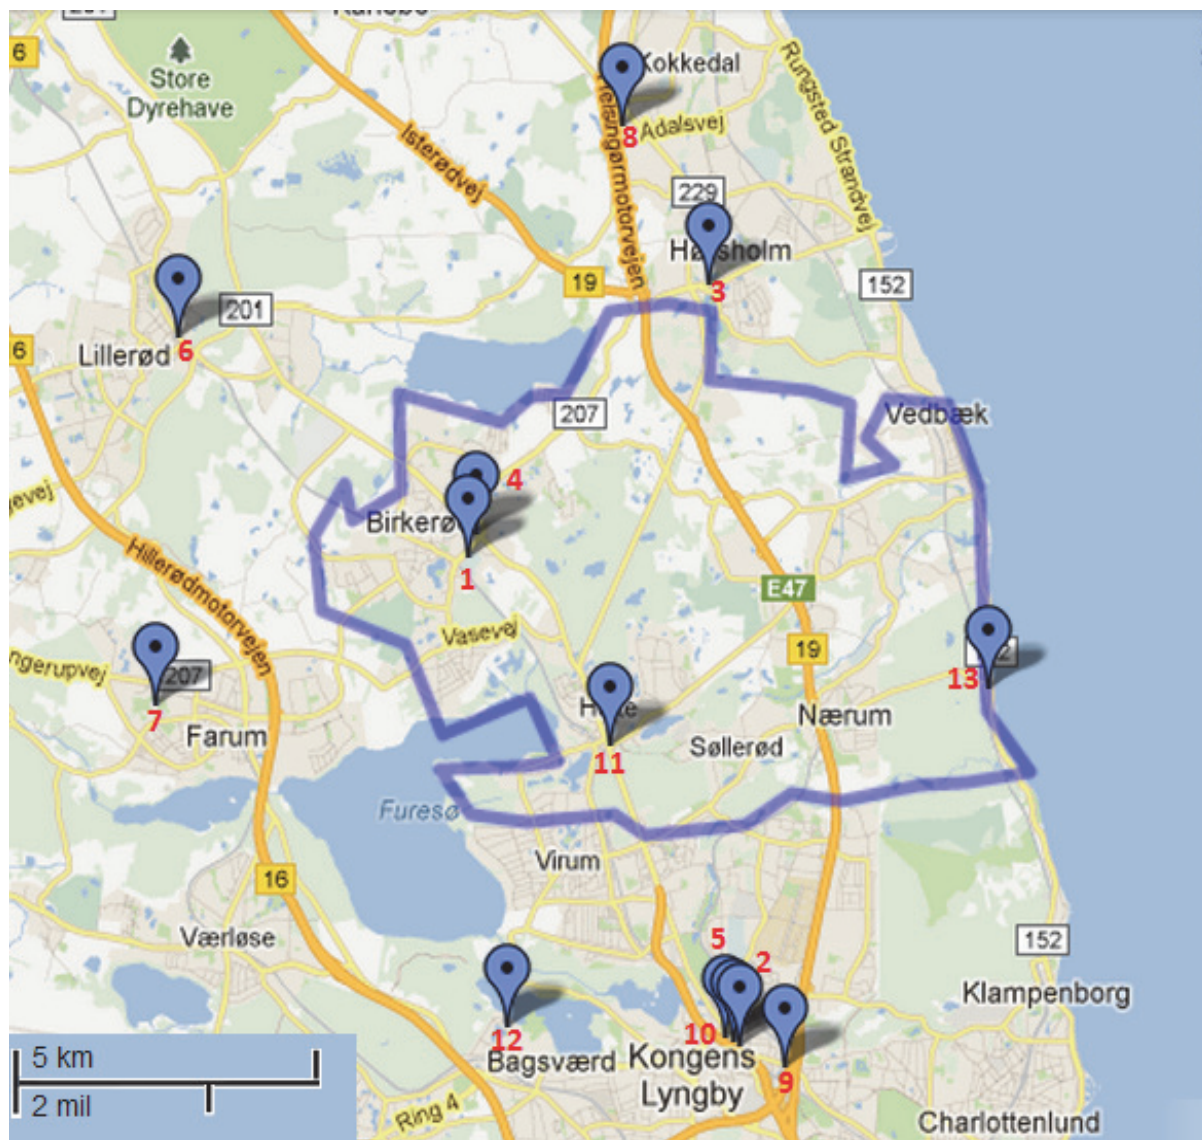 6
Store
Dyrehave
Kokkedal
Rungsted Strandvej
Isterødvej
Helsingørmotorvejen
8
Adalsvej
229
19
3
152
201
Lillerød
6
6
207
Vedbæk
4
1
Hillerødmotorvejen
E47
Vasevej
19
13
207
7
Farum
11
Nærum
Søllerød
Furesø
Virum
16
Værløse
5
2
152
Klampenborg
10
12
Bagsværd
Kongens
Lyngby
9
5 km
2 mil
Ring 4
Charlottenlund